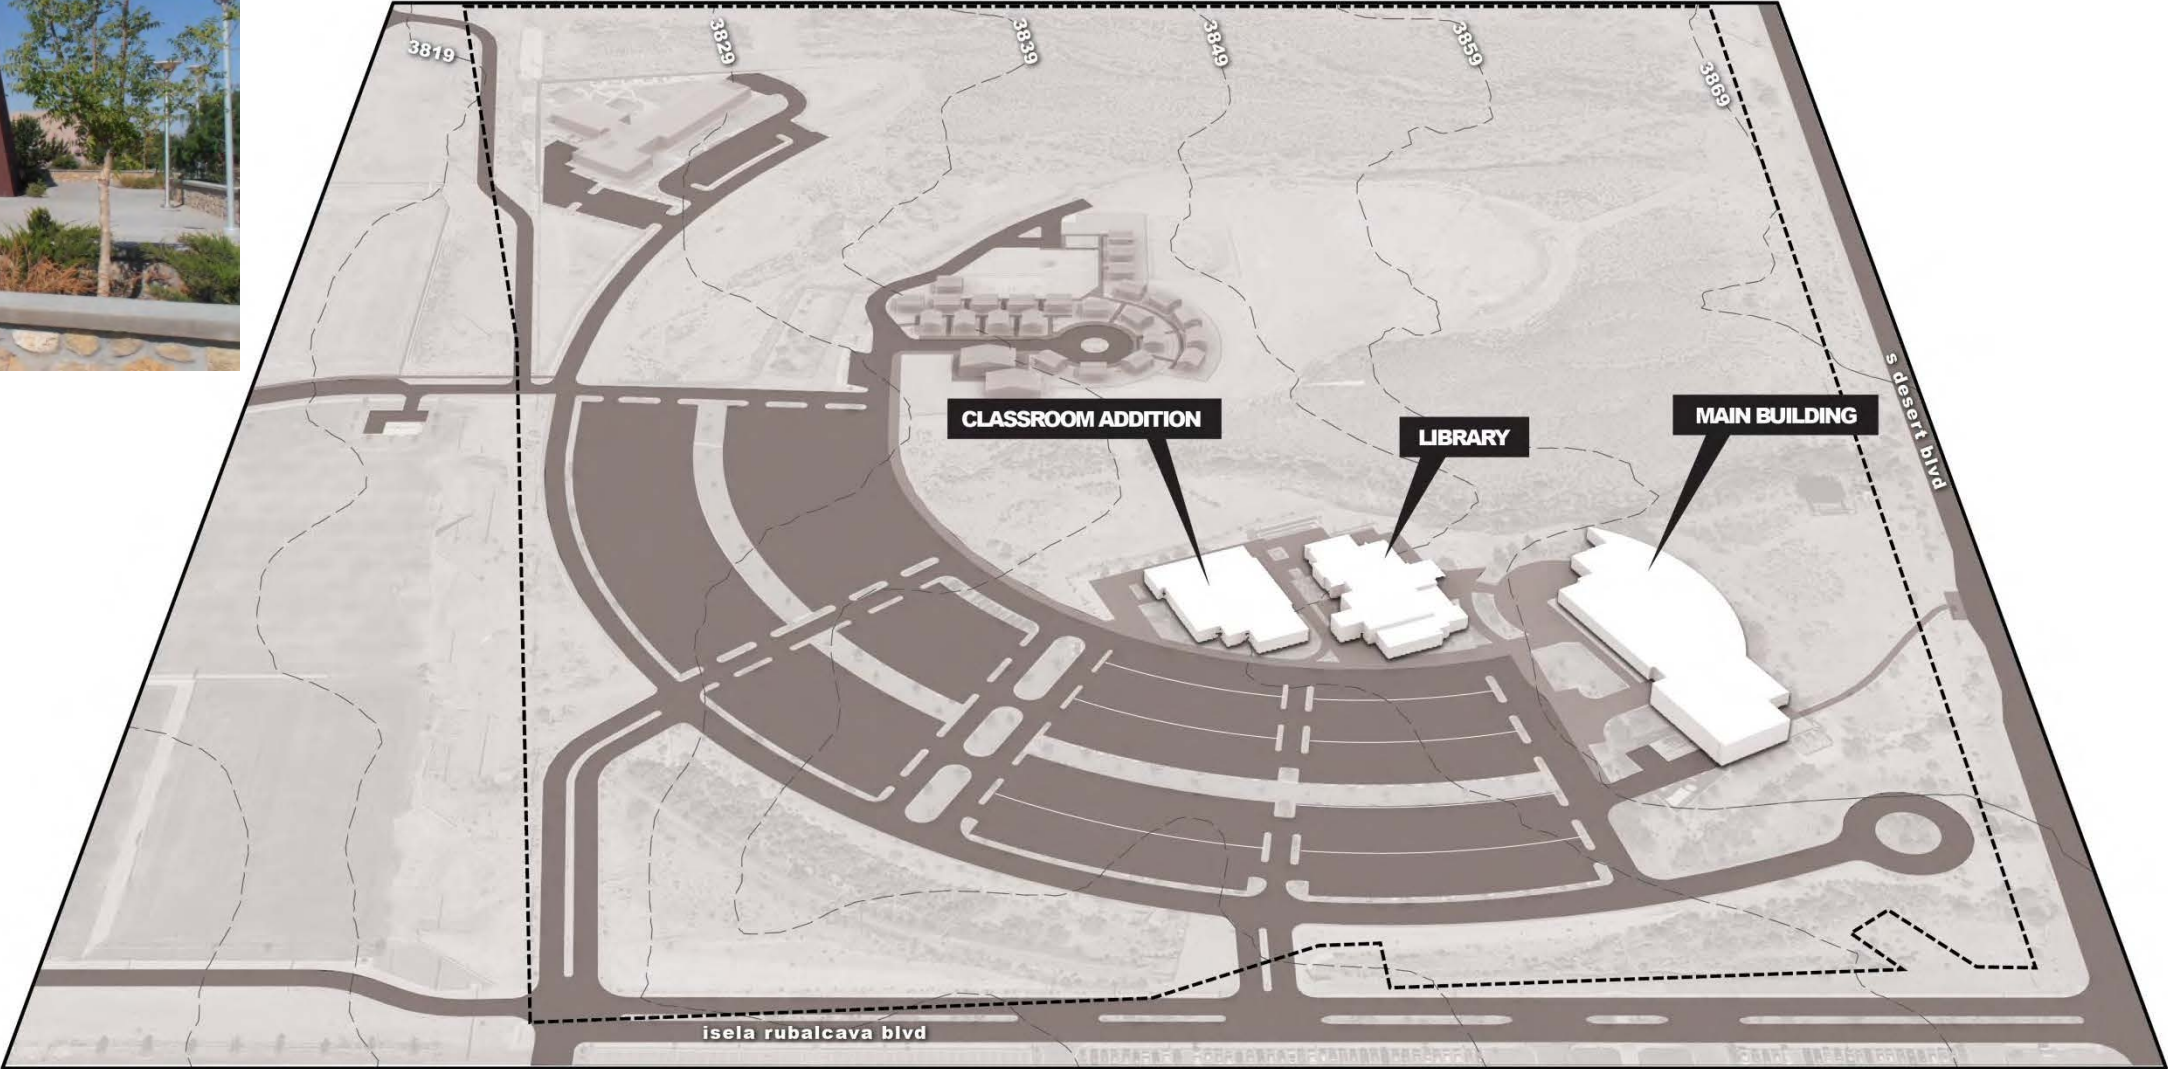 3819
3829
3839
3849
3859
3869
CLASSROOM ADDITION
LIBRARY
MAIN BUILDING
s desert blvd
isela rubalcava blvd